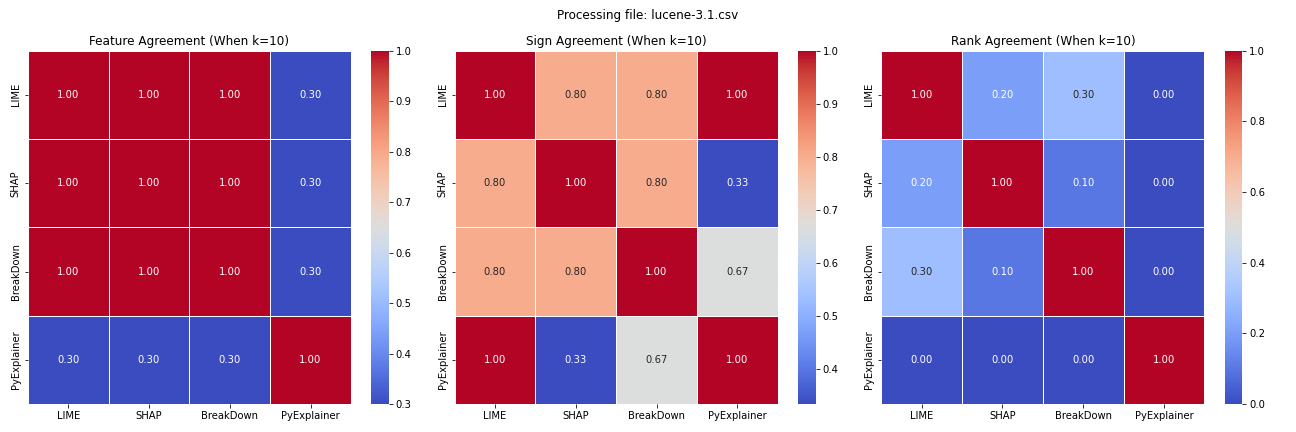 Processing file: lucene-3.1.csv
Feature Agreement (When k=10)
LIME
SHAP
BreakDown
PyExplainer
1.00 1.00 1.00 0.30
1.00 1.00 1.00 0.30
1.00 1.00 1.00 0.30
0.30 0.30 0.30 1.00
LIME SHAP BreakDown PyExplainer
1.0
0.9
0.8
0.7
0.6
0.5
0.4
0.3
Sign Agreement (When k=10)
LIME
SHAP
BreakDown
PyExplainer
1.00 0.80 0.80 1.00
0.80 1.00 0.80 0.33
0.80 0.80 1.00 0.67
1.00 0.33 0.67 1.00
LIME SHAP BreakDown PyExplainer
1.0
0.9
0.8
0.7
0.6
0.5
0.4
Rank Agreement (When k=10)
LIME
SHAP
BreakDown
PyExplainer
1.00 0.20 0.30 0.00
0.20 1.00 0.10 0.00
0.30 0.10 1.00 0.00
0.00 0.00 0.00 1.00
LIME SHAP BreakDown PyExplainer
1.0
0.8
0.6
0.4
0.2
0.0